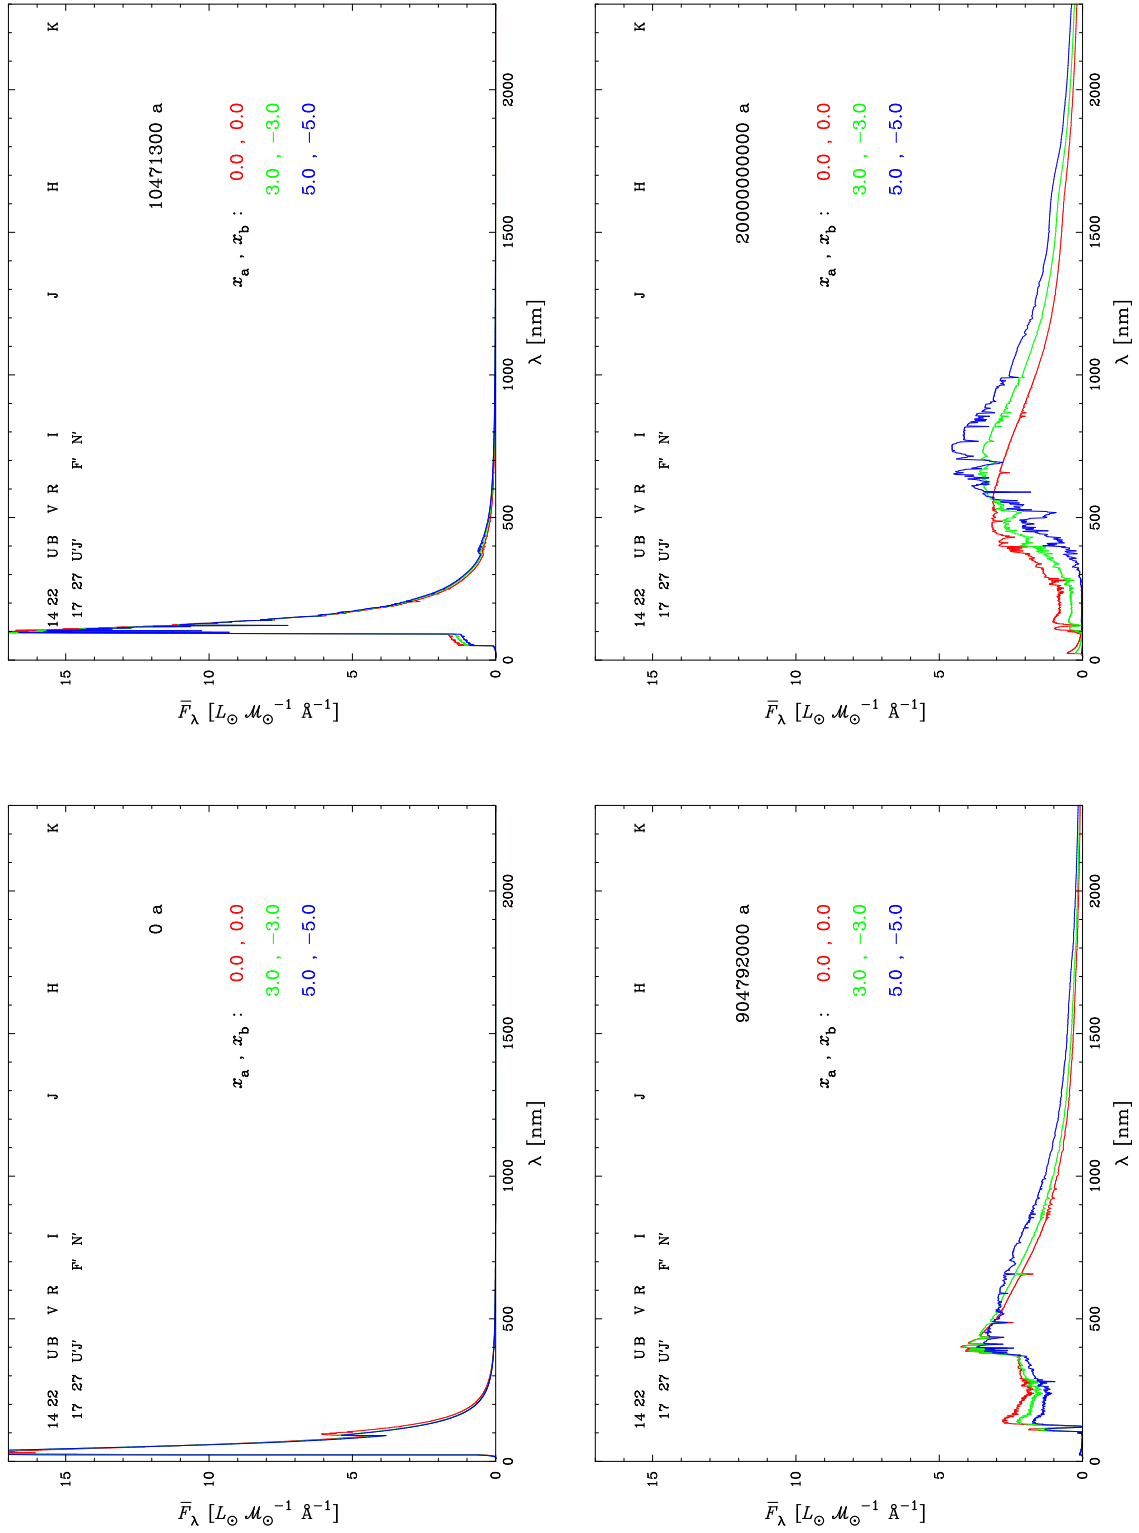 14 22 U B V R I J H K
17 27 U' J' F' N'
0 a
x_a , x_b : 0.0 , 0.0
3.0 , −3.0
5.0 , −5.0
15
10
5
0
F̅_λ [L_⊙ ℳ_⊙^−1 Å^−1]
0 500 1000 1500 2000
λ [nm]
14 22 U B V R I J H K
17 27 U' J' F' N'
10471300 a
x_a , x_b : 0.0 , 0.0
3.0 , −3.0
5.0 , −5.0
15
10
5
0
F̅_λ [L_⊙ ℳ_⊙^−1 Å^−1]
0 500 1000 1500 2000
λ [nm]
14 22 U B V R I J H K
17 27 U' J' F' N'
904792000 a
x_a , x_b : 0.0 , 0.0
3.0 , −3.0
5.0 , −5.0
15
10
5
0
F̅_λ [L_⊙ ℳ_⊙^−1 Å^−1]
0 500 1000 1500 2000
λ [nm]
14 22 U B V R I J H K
17 27 U' J' F' N'
20000000000 a
x_a , x_b : 0.0 , 0.0
3.0 , −3.0
5.0 , −5.0
15
10
5
0
F̅_λ [L_⊙ ℳ_⊙^−1 Å^−1]
0 500 1000 1500 2000
λ [nm]